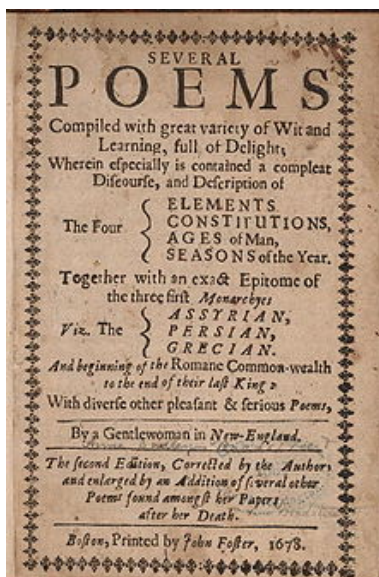 SEVERAL
POEMS
Compiled with great variety of Wit and
Learning, full of Delight;
Wherein eſpecially is contained a compleat
Diſcourſe, and Deſcription of
The Four
ELEMENTS
CONSTITUTIONS,
AGES of Man,
SEASONS of the Year.
Together with an exact Epitome of
the three firſt Monarchyes
Viz. The
ASSYRIAN,
PERSIAN,
GRECIAN.
And beginning of the Romane Common-wealth
to the end of their laſt King:
With diverſe other pleaſant & ſerious Poems,
By a Gentlewoman in New-England.
The ſecond Edition, Corrected by the Author,
and enlarged by an Addition of ſeveral other
Poems found amongſt her Papers
after her Death.
Boſton, Printed by John Foſter, 1678.